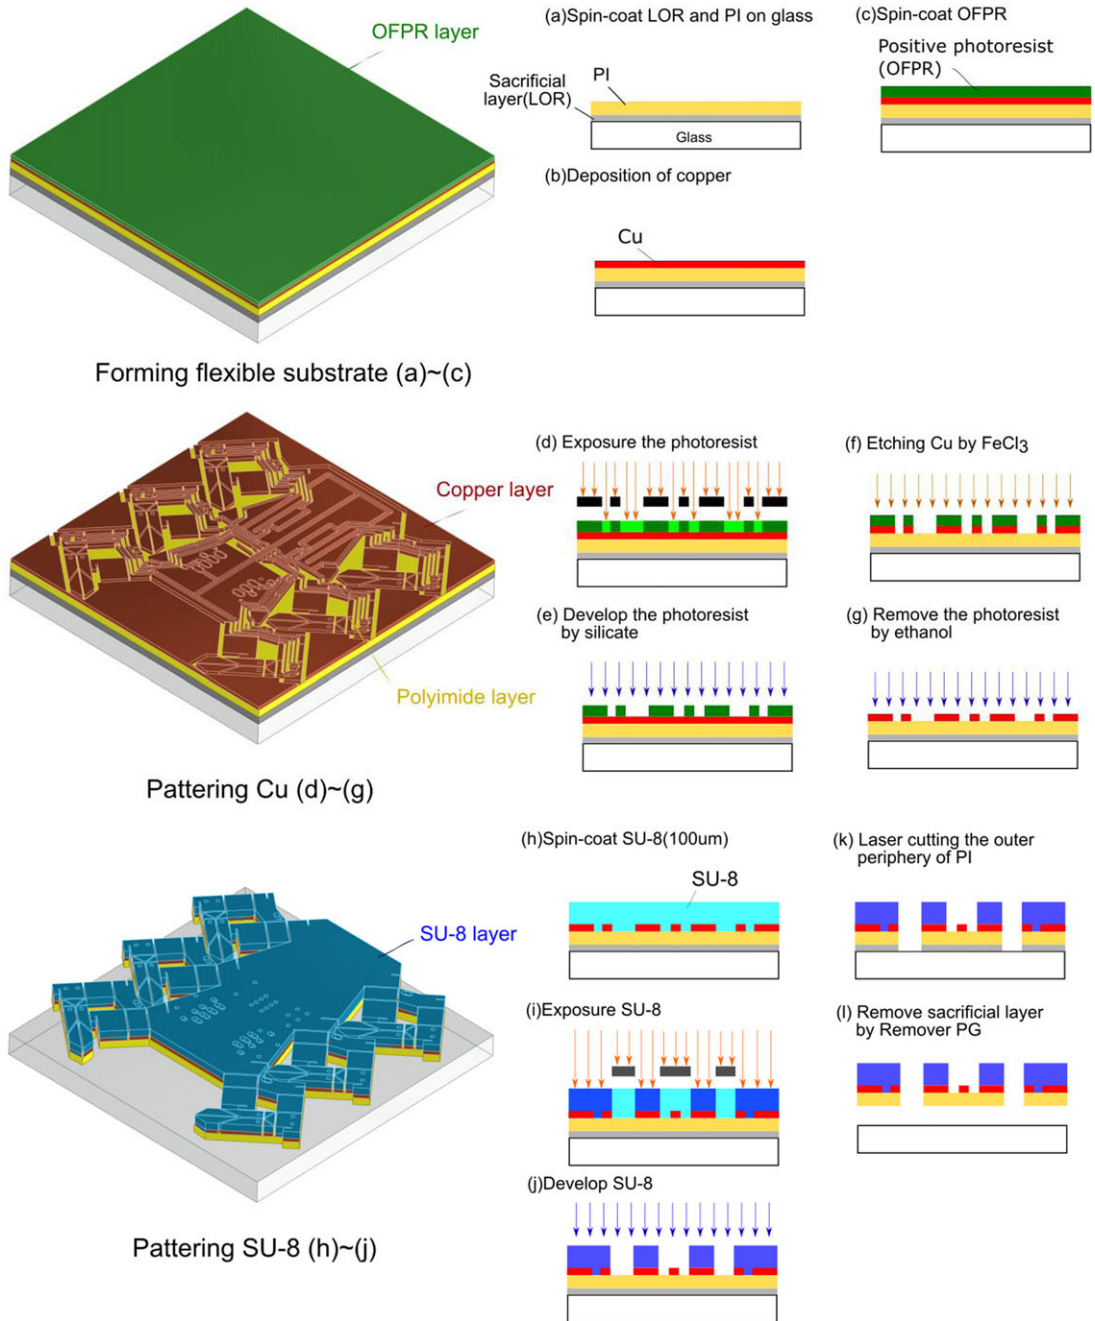 OFPR layer
Forming flexible substrate (a)~(c)
(a)Spin-coat LOR and PI on glass
Sacrificial
layer(LOR)
PI
Glass
(b)Deposition of copper
Cu
(c)Spin-coat OFPR
Positive photoresist
(OFPR)
Copper layer
Polyimide layer
Pattering Cu (d)~(g)
(d) Exposure the photoresist
(e) Develop the photoresist
by silicate
(f) Etching Cu by FeCl3
(g) Remove the photoresist
by ethanol
SU-8 layer
Pattering SU-8 (h)~(j)
(h)Spin-coat SU-8(100um)
SU-8
(i)Exposure SU-8
(j)Develop SU-8
(k) Laser cutting the outer
periphery of PI
(l) Remove sacrificial layer
by Remover PG